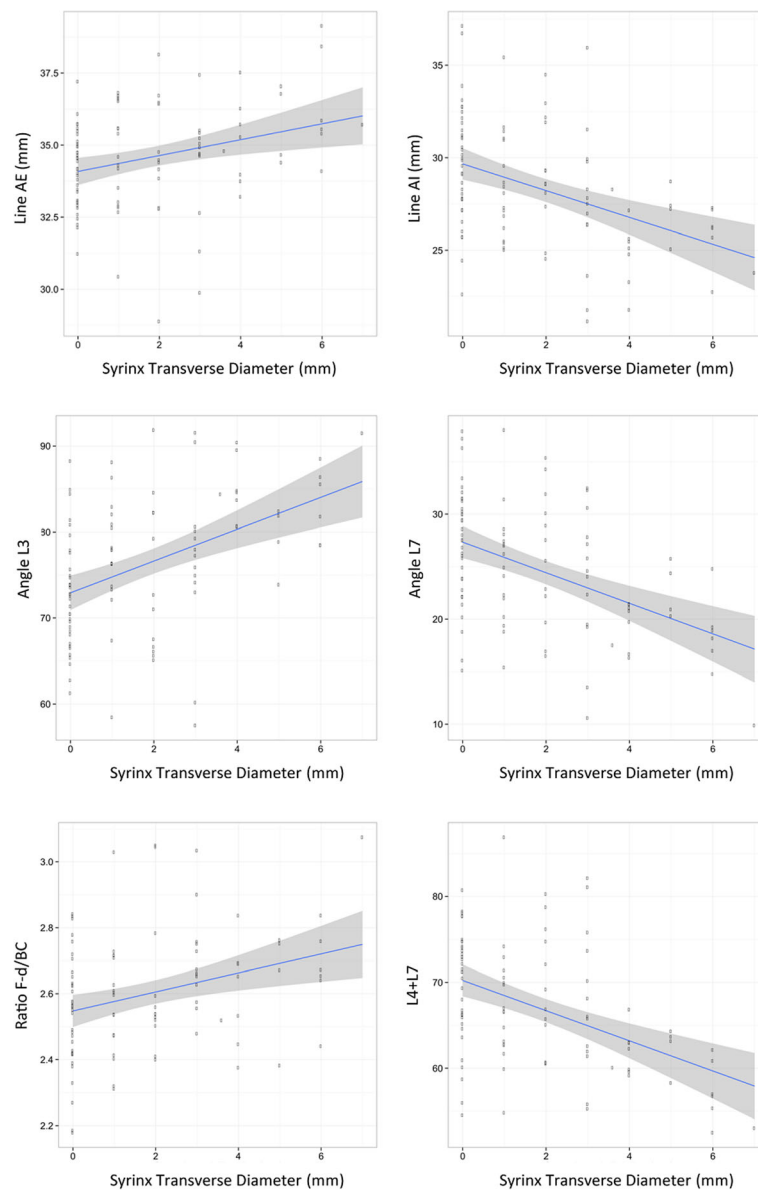 Line AE (mm)
37.5
35.0
32.5
30.0
0 2 4 6
Syrinx Transverse Diameter (mm)
Line AI (mm)
35
30
25
0 2 4 6
Syrinx Transverse Diameter (mm)
Angle L3
90
80
70
60
0 2 4 6
Syrinx Transverse Diameter (mm)
Angle L7
30
20
10
0 2 4 6
Syrinx Transverse Diameter (mm)
Ratio F-d/BC
3.0
2.8
2.6
2.4
2.2
0 2 4 6
Syrinx Transverse Diameter (mm)
L4+L7
80
70
60
0 2 4 6
Syrinx Transverse Diameter (mm)